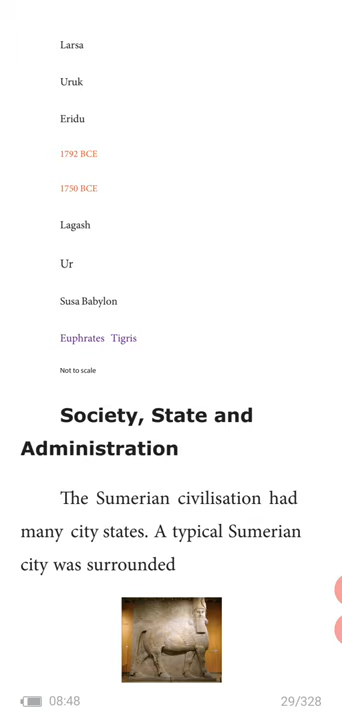 Larsa
Uruk
Eridu
1792 BCE
1750 BCE
Lagash
Ur
Susa Babylon
Euphrates Tigris
Not to scale
Society, State and
Administration
The Sumerian civilisation had
many city states. A typical Sumerian
city was surrounded
08:48
29/328